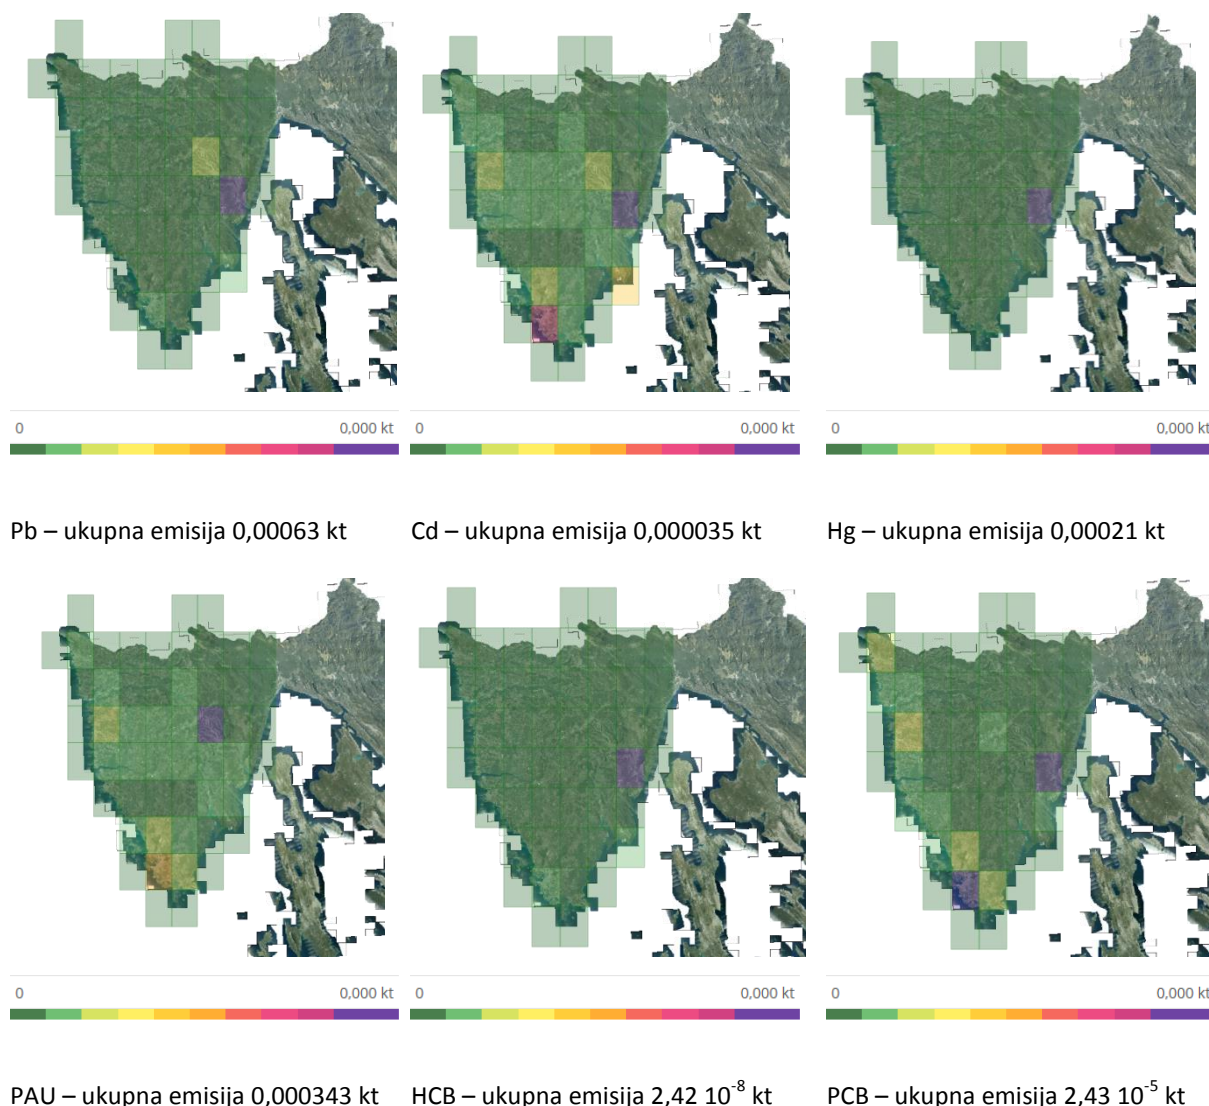 0 0,000 kt 0 0,000 kt 0 0,000 kt
Pb – ukupna emisija 0,00063 kt Cd – ukupna emisija 0,000035 kt Hg – ukupna emisija 0,00021 kt
0 0,000 kt 0 0,000 kt 0 0,000 kt
PAU – ukupna emisija 0,000343 kt HCB – ukupna emisija 2,42 10⁻⁸ kt PCB – ukupna emisija 2,43 10⁻⁵ kt